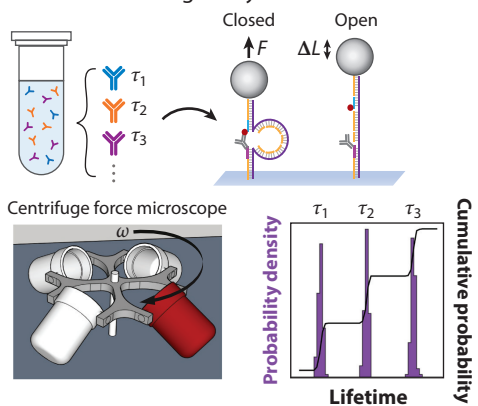 Closed
Open
F
ΔL
τ1
τ2
τ3
Centrifuge force microscope
ω
τ1
τ2
τ3
Probability density
Cumulative probability
Lifetime